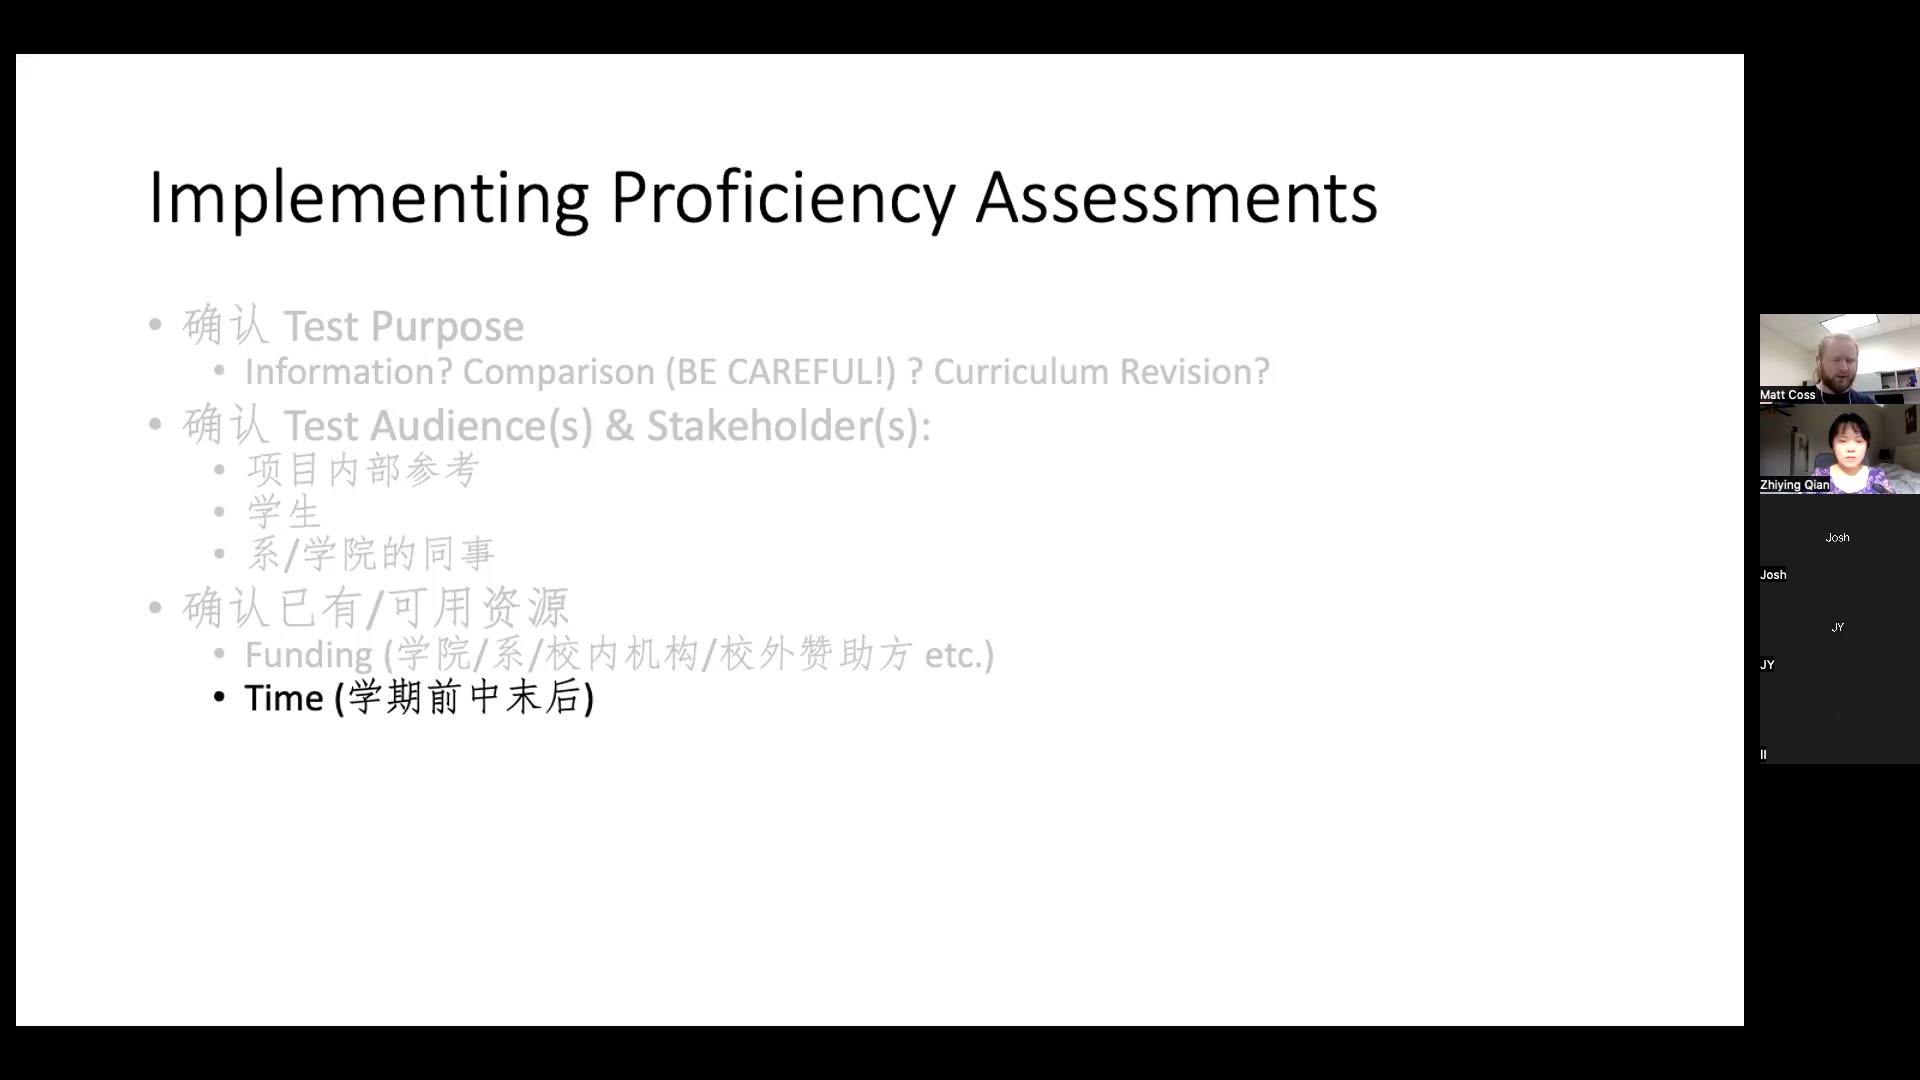 Implementing Proficiency Assessments
• 确认 Test Purpose
• Information? Comparison (BE CAREFUL!) ? Curriculum Revision?
• 确认 Test Audience(s) & Stakeholder(s):
• 项目内部参考
• 学生
• 系/学院的同事
• 确认已有/可用资源
• Funding (学院/系/校内机构/校外赞助方 etc.)
• Time (学期前中末后)
Matt Coss
Zhiying Qian
Josh
Josh
JY
JY
ll